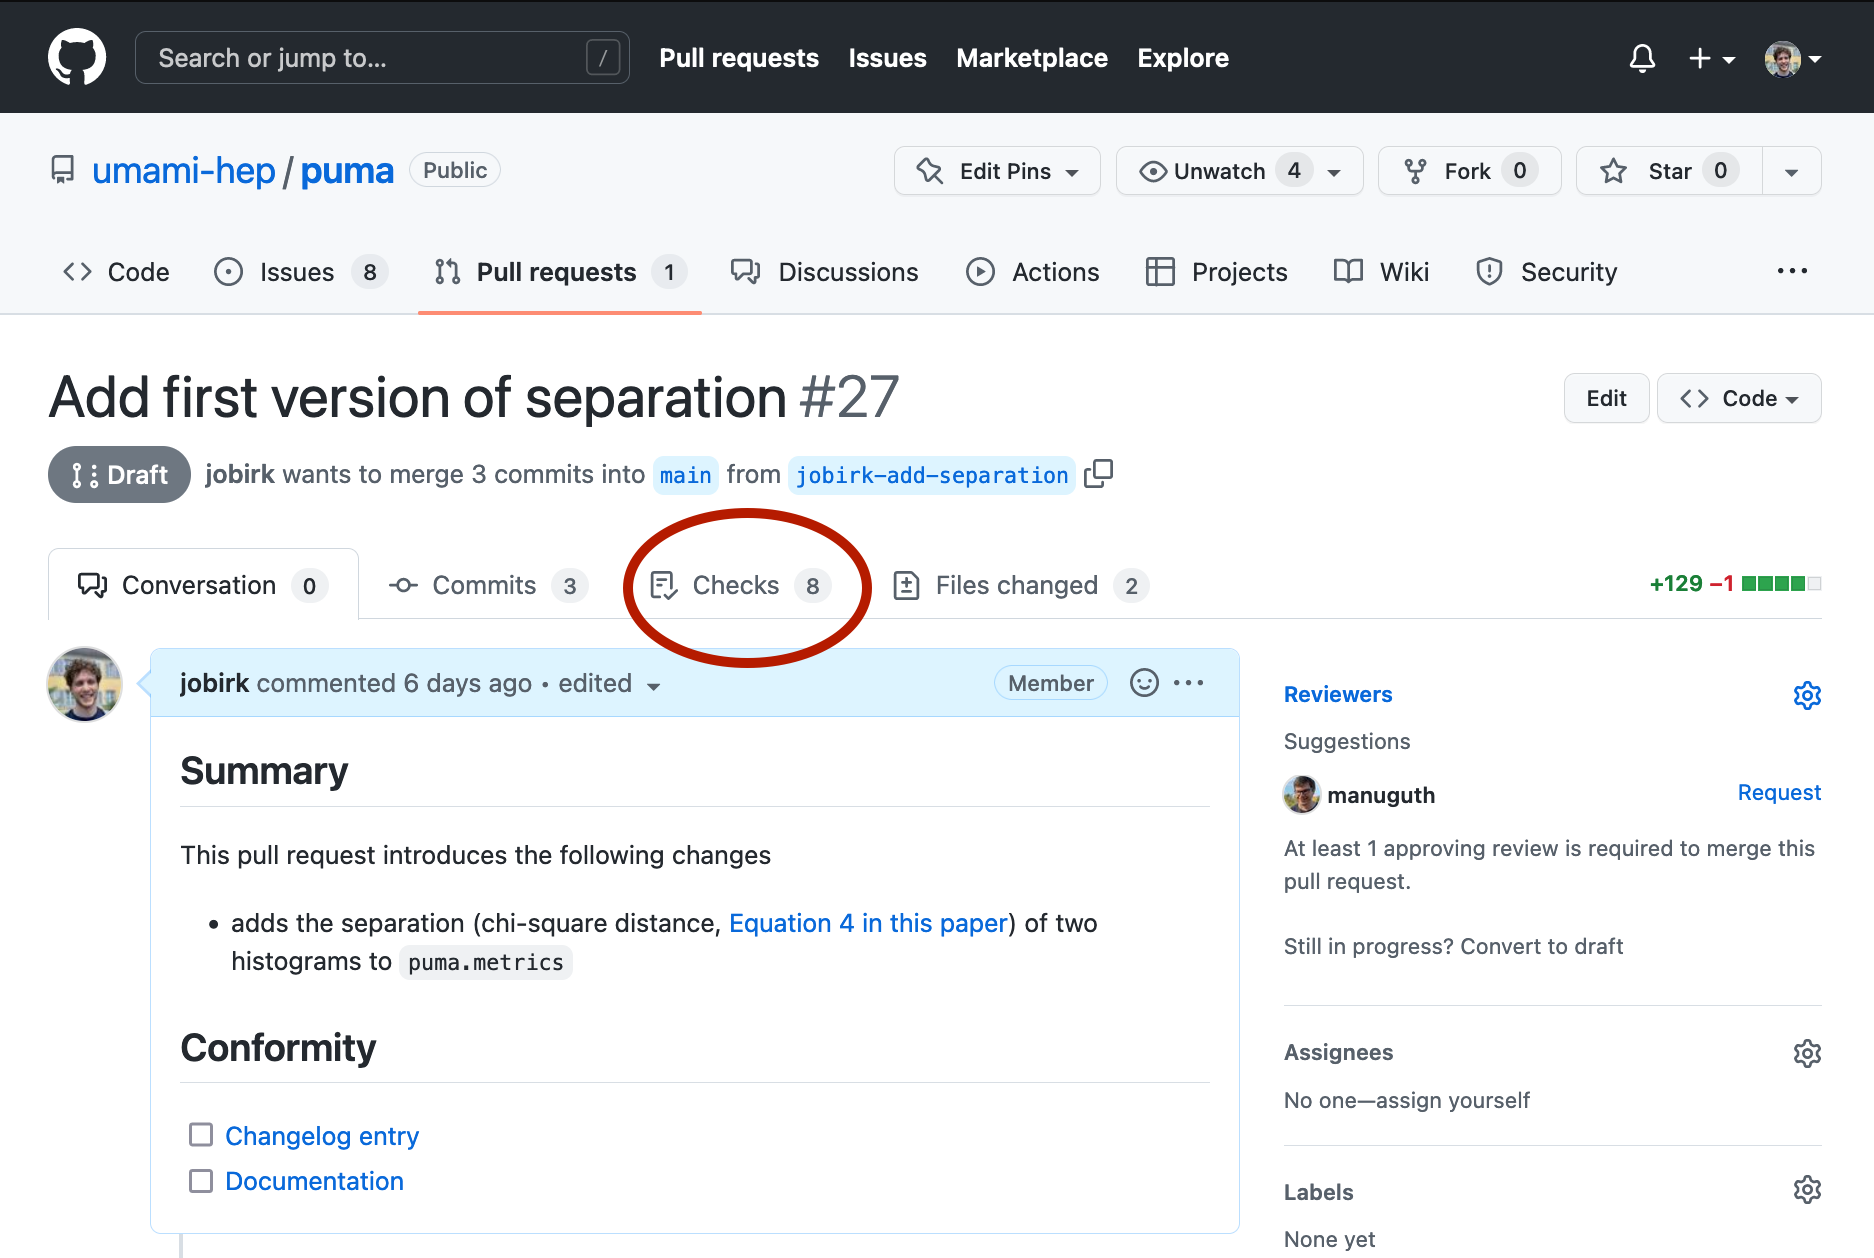 Search or jump to... / Pull requests Issues Marketplace Explore
umami-hep / puma Public Edit Pins Unwatch 4 Fork 0 Star 0
Code Issues 8 Pull requests 1 Discussions Actions Projects Wiki Security
Add first version of separation #27 Edit Code
Draft jobirk wants to merge 3 commits into main from jobirk-add-separation
Conversation 0 Commits 3 Checks 8 Files changed 2 +129 −1
jobirk commented 6 days ago • edited Member
Summary
This pull request introduces the following changes
• adds the separation (chi-square distance, Equation 4 in this paper) of two
histograms to puma.metrics
Conformity
Changelog entry
Documentation
Reviewers
Suggestions
manuguth Request
At least 1 approving review is required to merge this
pull request.
Still in progress? Convert to draft
Assignees
No one—assign yourself
Labels
None yet